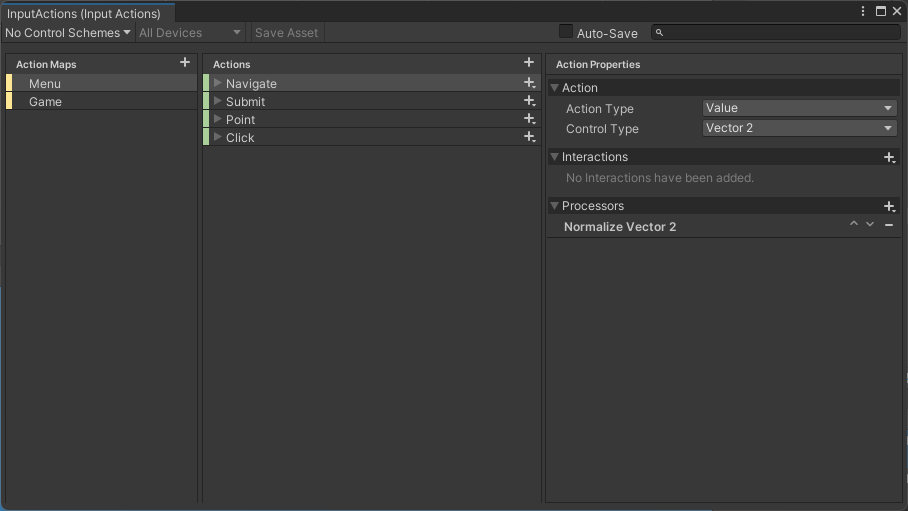 InputActions (Input Actions)
No Control Schemes
All Devices
Save Asset
Auto-Save
Action Maps
Menu
Game
Actions
Navigate
Submit
Point
Click
Action Properties
Action
Action Type
Value
Control Type
Vector 2
Interactions
No Interactions have been added.
Processors
Normalize Vector 2